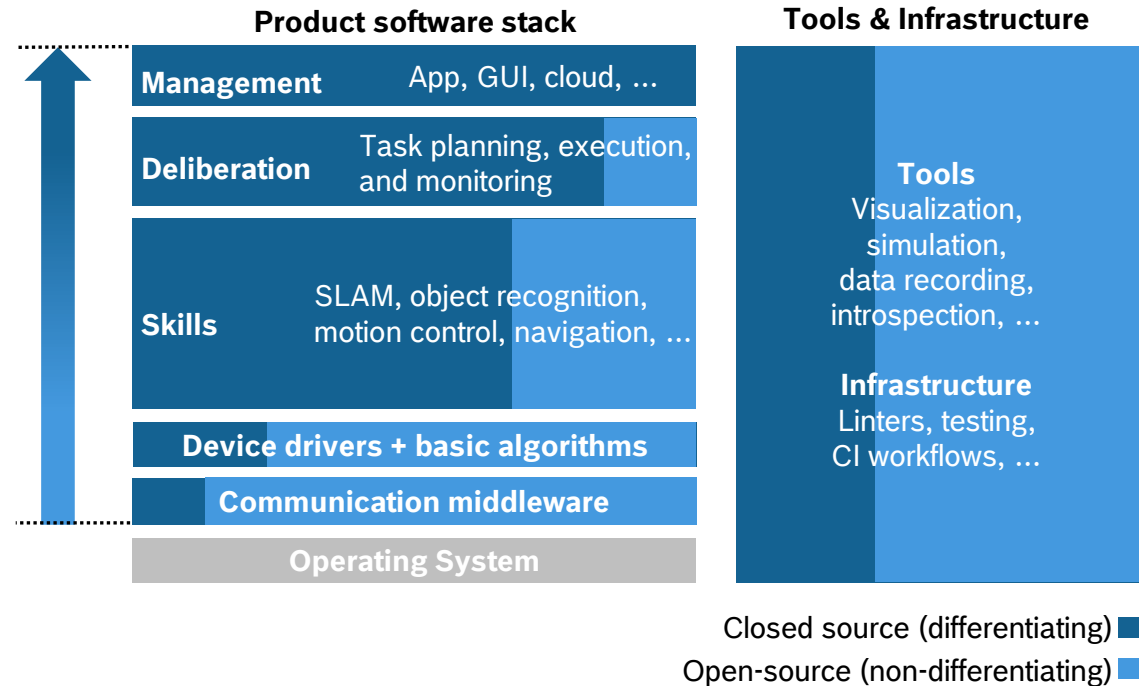 Product software stack
Management
App, GUI, cloud, ...
Deliberation
Task planning, execution,
and monitoring
Skills
SLAM, object recognition,
motion control, navigation, ...
Device drivers + basic algorithms
Communication middleware
Operating System
Tools & Infrastructure
Tools
Visualization,
simulation,
data recording,
introspection, ...
Infrastructure
Linters, testing,
CI workflows, ...
Closed source (differentiating)
Open-source (non-differentiating)